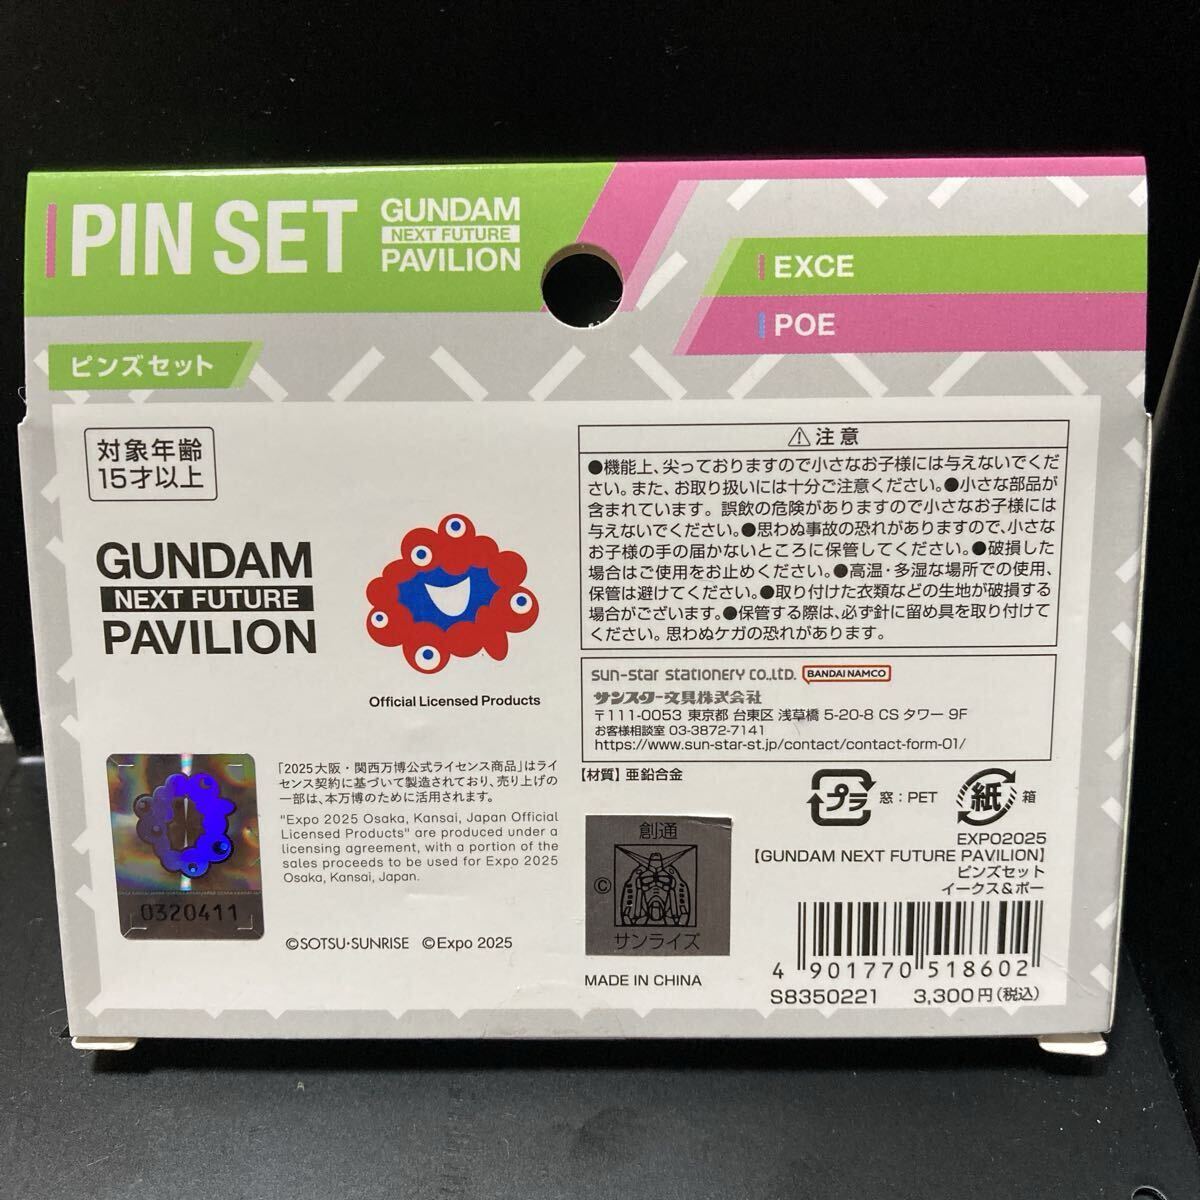 PIN SET
GUNDAM
NEXT FUTURE
PAVILION
EXCE
POE
ピンズセット
対象年齢
15才以上
GUNDAM
NEXT FUTURE
PAVILION
Official Licensed Products
⚠注意
●機能上、尖っておりますので小さなお子様には与えないでくだ
さい。また、お取り扱いには十分ご注意ください。●小さな部品が
含まれています。誤飲の危険がありますので小さなお子様には
与えないでください。●思わぬ事故の恐れがありますので、小さな
お子様の手の届かないところに保管してください。●破損した
場合はご使用をお止めください。●高温・多湿な場所での使用、
保管は避けてください。●取り付けた衣類などの生地が破損する
場合がございます。●保管する際は、必ず針に留め具を取り付けて
ください。思わぬケガの恐れがあります。
sun-star stationery co.,ltd. BANDAI NAMCO
サンスター文具株式会社
〒111-0053 東京都 台東区 浅草橋 5-20-8 CS タワー 9F
お客様相談室 03-3872-7141
https://www.sun-star-st.jp/contact/contact-form-01/
【材質】亜鉛合金
プラ 窓：PET 紙 箱
「2025大阪・関西万博公式ライセンス商品」はライ
センス契約に基づいて製造されており、売り上げの
一部は、本万博のために活用されます。
"Expo 2025 Osaka, Kansai, Japan Official
Licensed Products" are produced under a
licensing agreement, with a portion of the
sales proceeds to be used for Expo 2025
Osaka, Kansai, Japan.
0320411
©SOTSU・SUNRISE ©Expo 2025
創通
©
サンライズ
MADE IN CHINA
EXPO2025
【GUNDAM NEXT FUTURE PAVILION】
ピンズセット
イークス＆ポー
4 901770 518602
S8350221 3,300円(税込)